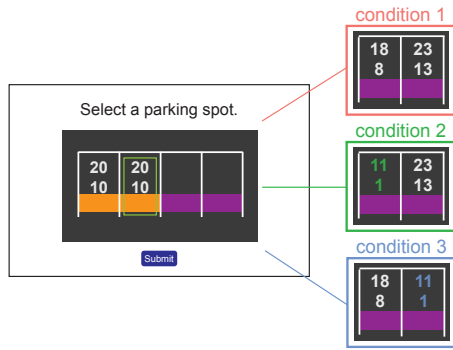 condition 1
18 23
8 13
Select a parking spot.
20 20
10 10
Submit
condition 2
11 23
1 13
condition 3
18 11
8 1